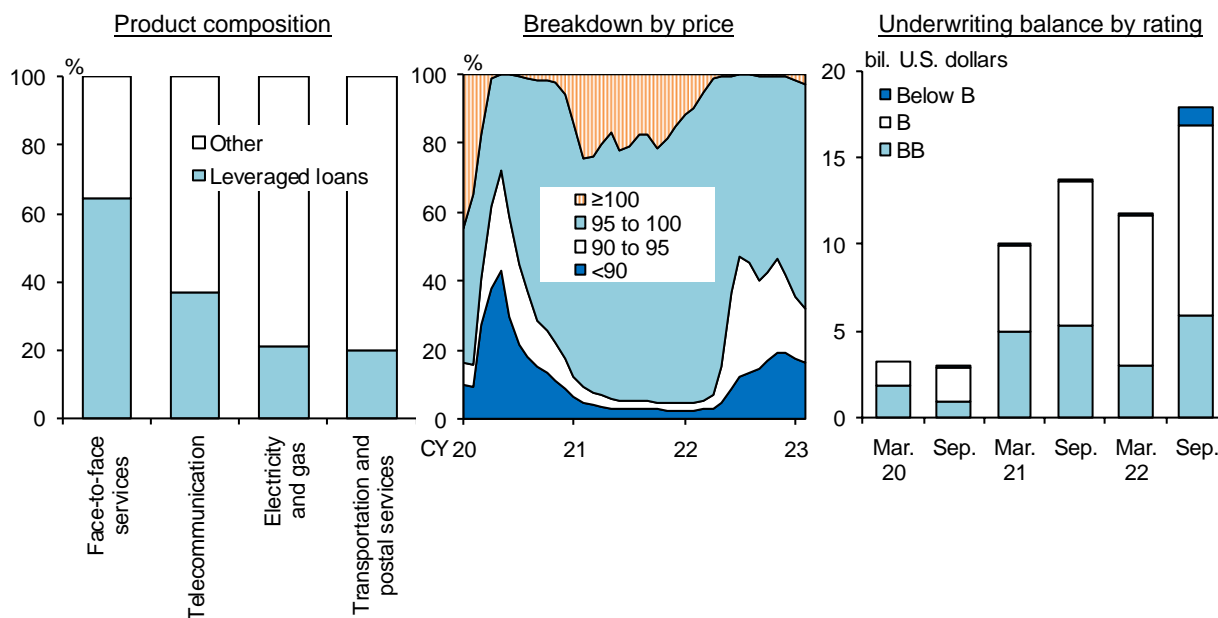 Product composition
%
100
80
60
40
20
0
Other
Leveraged loans
Face-to-face
services
Telecommunication
Electricity
and gas
Transportation and
postal services
Breakdown by price
%
100
80
60
40
20
0
≥100
95 to 100
90 to 95
<90
CY 20 21 22 23
Underwriting balance by rating
bil. U.S. dollars
20
15
10
5
0
Below B
B
BB
Mar. Sep. Mar. Sep. Mar. Sep.
20 21 22